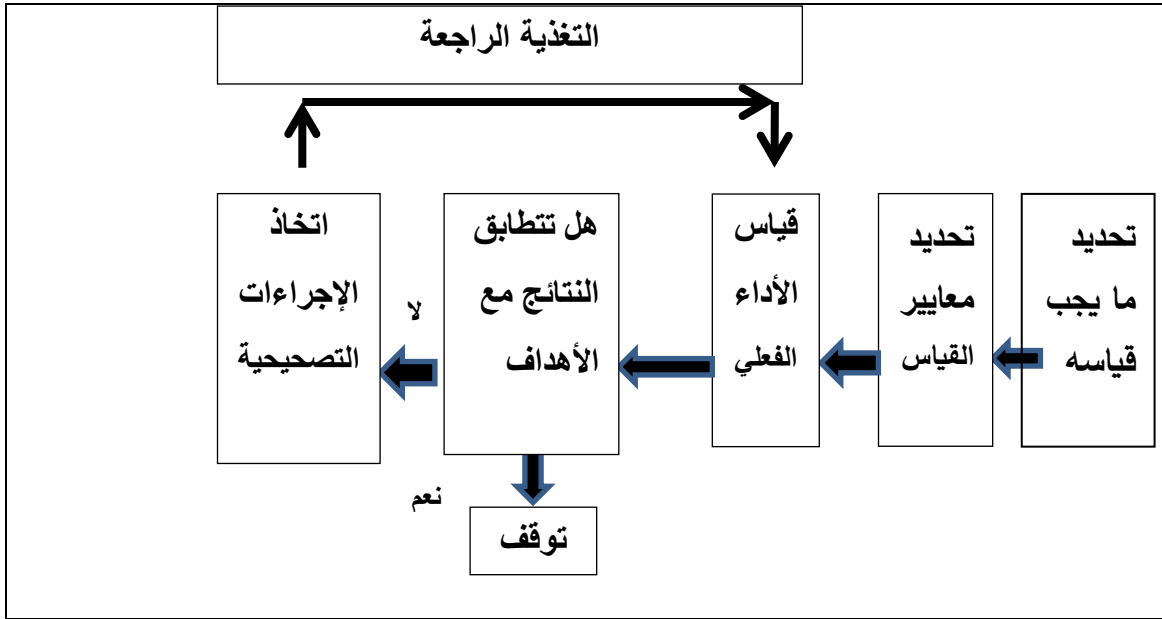 التغذية الراجعة
تحديد
ما يجب
قياسه
تحديد
معايير
القياس
قياس
الأداء
الفعلي
هل تتطابق
النتائج مع
الأهداف
لا
اتخاذ
الإجراءات
التصحيحية
نعم
توقف